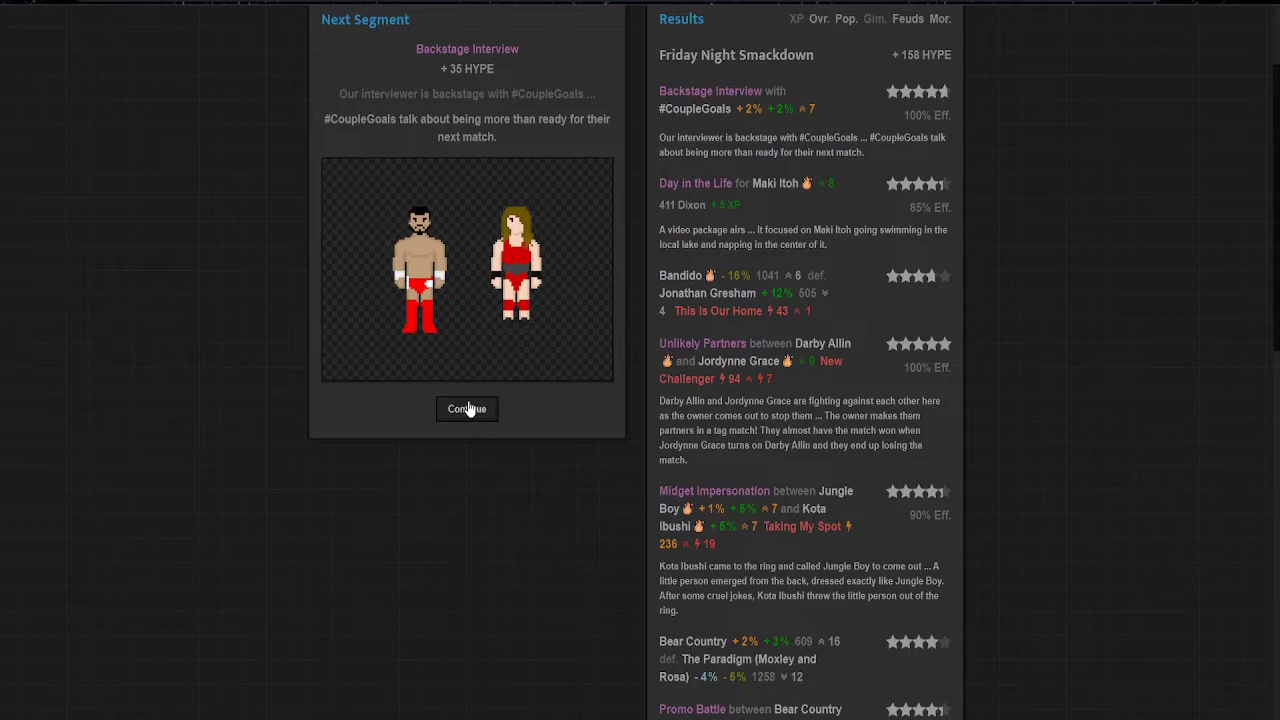 Next Segment
Backstage Interview
+ 35 HYPE
Our interviewer is backstage with #CoupleGoals ...
#CoupleGoals talk about being more than ready for their
next match.
Continue
Results
XP Ovr. Pop. Gim. Feuds Mor.
Friday Night Smackdown + 158 HYPE
Backstage Interview with
#CoupleGoals + 2% + 2% 7
100% Eff.
Our interviewer is backstage with #CoupleGoals ... #CoupleGoals talk
about being more than ready for their next match.
Day in the Life for Maki Itoh 8
411 Dixon + 5 XP
85% Eff.
A video package airs ... It focused on Maki Itoh going swimming in the
local lake and napping in the center of it.
Bandido - 16% 1041 6 def.
Jonathan Gresham + 12% 505
4 This Is Our Home 43 1
Unlikely Partners between Darby Allin
and Jordynne Grace 0 New
Challenger 94 7
100% Eff.
Darby Allin and Jordynne Grace are fighting against each other here
as the owner comes out to stop them ... The owner makes them
partners in a tag match! They almost have the match won when
Jordynne Grace turns on Darby Allin and they end up losing the
match.
Midget Impersonation between Jungle
Boy + 1% + 5% 7 and Kota
Ibushi + 5% 7 Taking My Spot
236 19
90% Eff.
Kota Ibushi came to the ring and called Jungle Boy to come out ... A
little person emerged from the back, dressed exactly like Jungle Boy.
After some cruel jokes, Kota Ibushi threw the little person out of the
ring.
Bear Country + 2% + 3% 609 16
def. The Paradigm (Moxley and
Rosa) - 4% - 6% 1258 12
Promo Battle between Bear Country